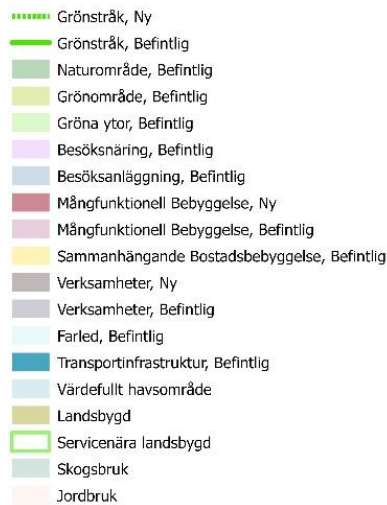 Grönstråk, Ny
Grönstråk, Befintlig
Naturområde, Befintlig
Grönområde, Befintlig
Gröna ytor, Befintlig
Besöksnäring, Befintlig
Besöksanläggning, Befintlig
Mångfunktionell Bebyggelse, Ny
Mångfunktionell Bebyggelse, Befintlig
Sammanhängande Bostadsbebyggelse, Befintlig
Verksamheter, Ny
Verksamheter, Befintlig
Farled, Befintlig
Transportinfrastruktur, Befintlig
Värdefullt havsområde
Landsbygd
Servicenära landsbygd
Skogsbruk
Jordbruk